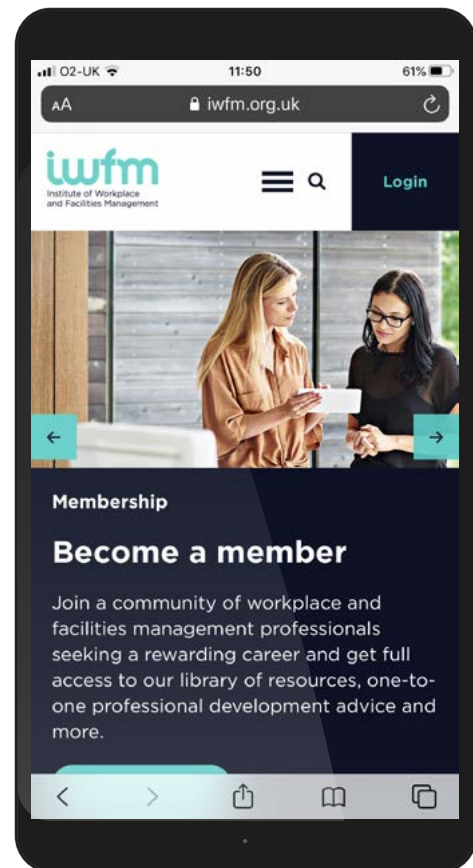 O2-UK 11:50 61%
AA iwfm.org.uk
iwfm
Institute of Workplace
and Facilities Management
Login
Membership
Become a member
Join a community of workplace and
facilities management professionals
seeking a rewarding career and get full
access to our library of resources, one-to-
one professional development advice and
more.